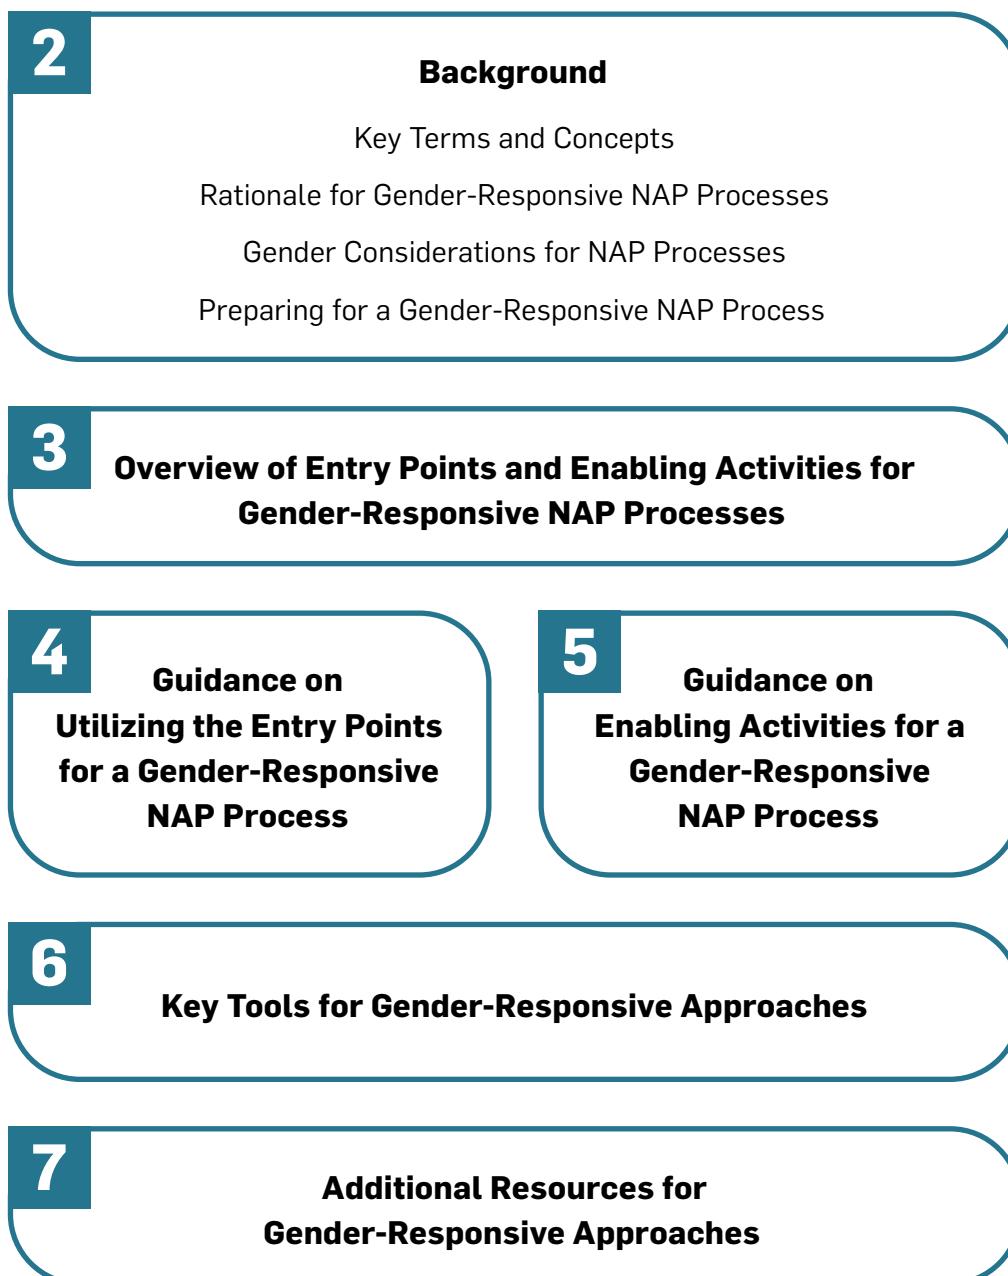 2
Background
Key Terms and Concepts
Rationale for Gender-Responsive NAP Processes
Gender Considerations for NAP Processes
Preparing for a Gender-Responsive NAP Process
3
Overview of Entry Points and Enabling Activities for
Gender-Responsive NAP Processes
4
Guidance on
Utilizing the Entry Points
for a Gender-Responsive
NAP Process
5
Guidance on
Enabling Activities for a
Gender-Responsive
NAP Process
6
Key Tools for Gender-Responsive Approaches
7
Additional Resources for
Gender-Responsive Approaches